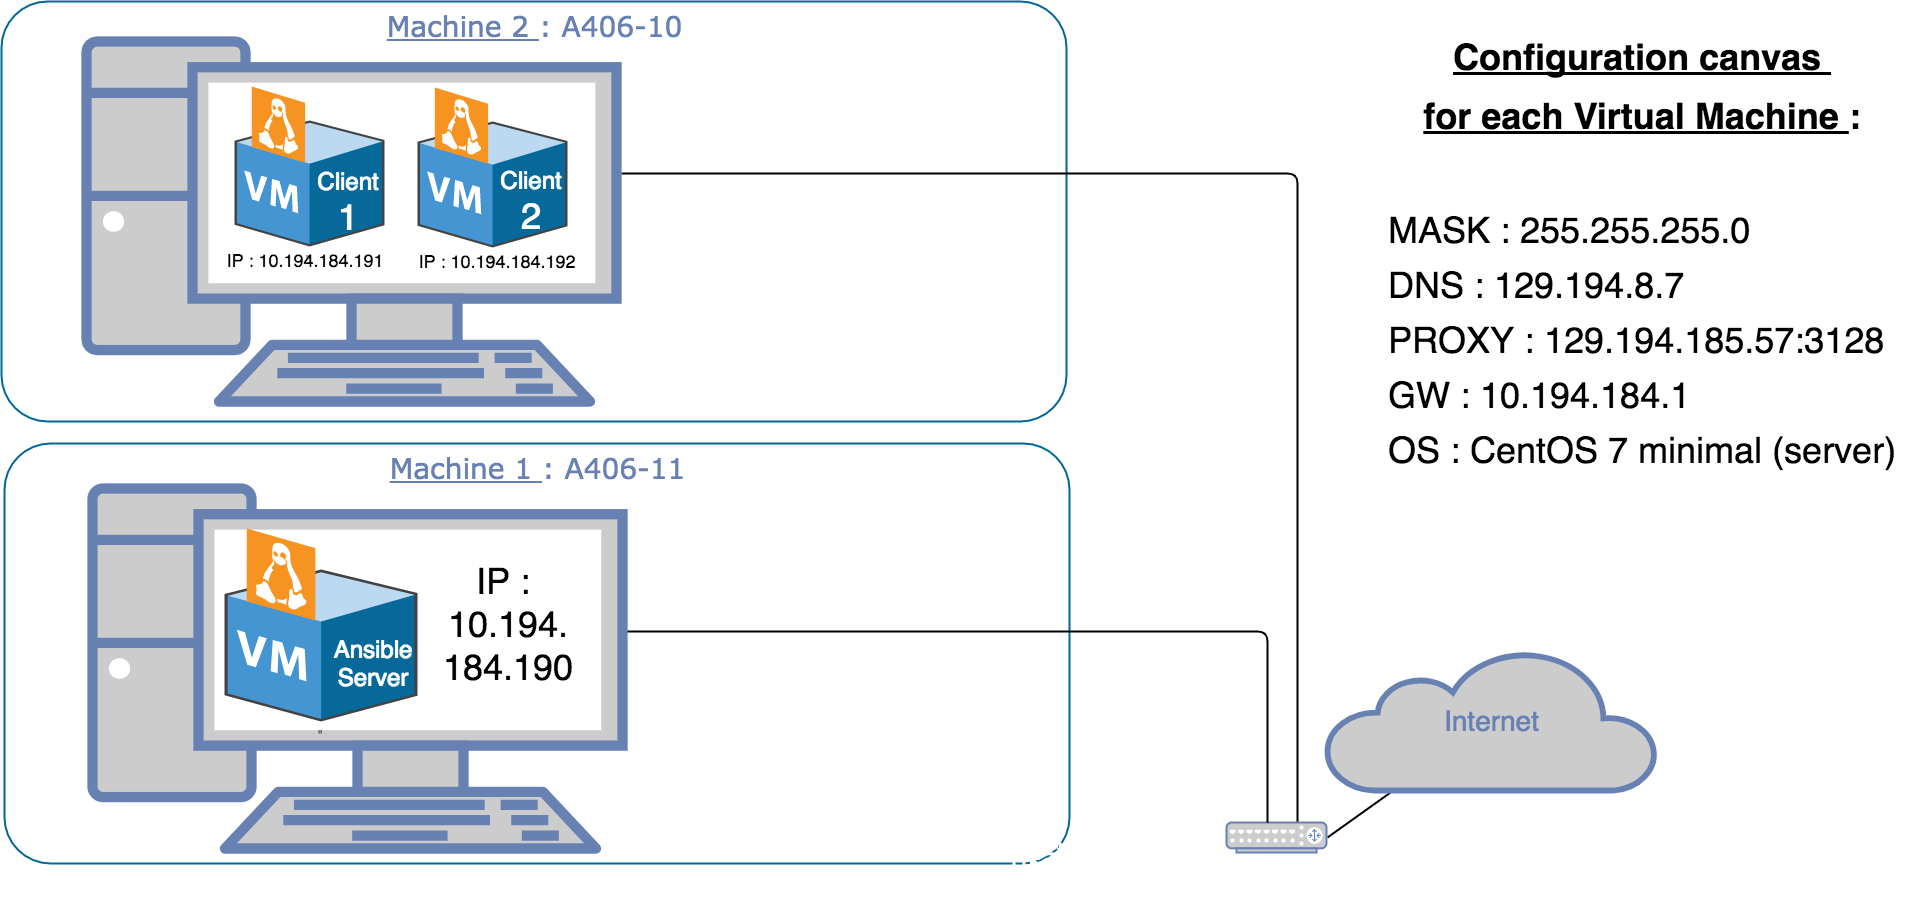 Machine 2 : A406-10
VM
Client
1
VM
Client
2
IP : 10.194.184.191
IP : 10.194.184.192
Machine 1 : A406-11
VM
Ansible
Server
IP :
10.194.
184.190
Configuration canvas
for each Virtual Machine :
MASK : 255.255.255.0
DNS : 129.194.8.7
PROXY : 129.194.185.57:3128
GW : 10.194.184.1
OS : CentOS 7 minimal (server)
Internet